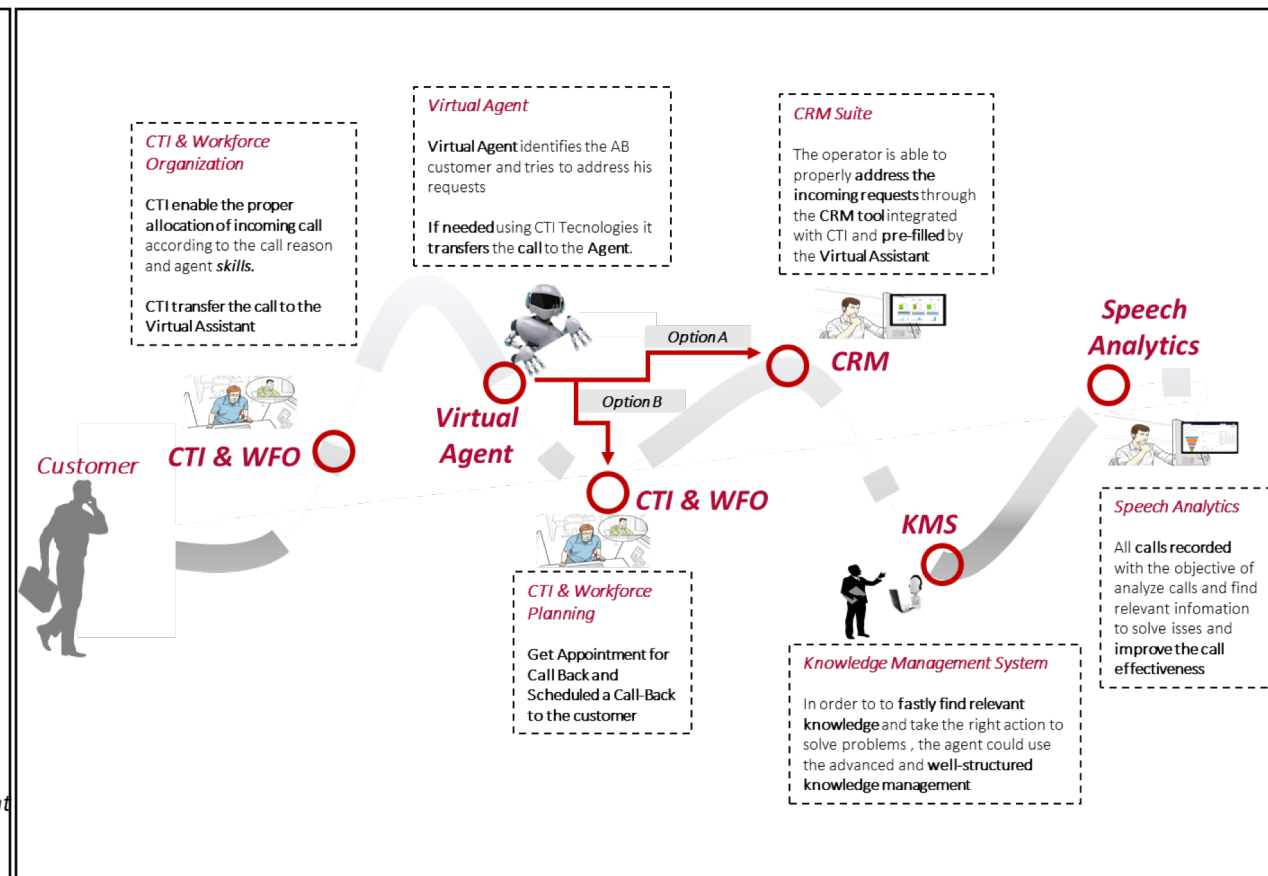 Customer
CTI & Workforce
Organization
CTI enable the proper
allocation of incoming call
according to the call reason
and agent skills.
CTI transfer the call to the
Virtual Assistant
CTI & WFO
Virtual Agent
Virtual Agent identifies the AB
customer and tries to address his
requests
If needed using CTI Tecnologies it
transfers the call to the Agent.
Virtual
Agent
Option A
Option B
CTI & WFO
CTI & Workforce
Planning
Get Appointment for
Call Back and
Scheduled a Call-Back
to the customer
CRM Suite
The operator is able to
properly address the
incoming requests through
the CRM tool integrated
with CTI and pre-filled by
the Virtual Assistant
CRM
KMS
Knowledge Management System
In order to to fastly find relevant
knowledge and take the right action to
solve problems , the agent could use
the advanced and well-structured
knowledge management
Speech
Analytics
Speech Analytics
All calls recorded
with the objective of
analyze calls and find
relevant infomation
to solve isses and
improve the call
effectiveness